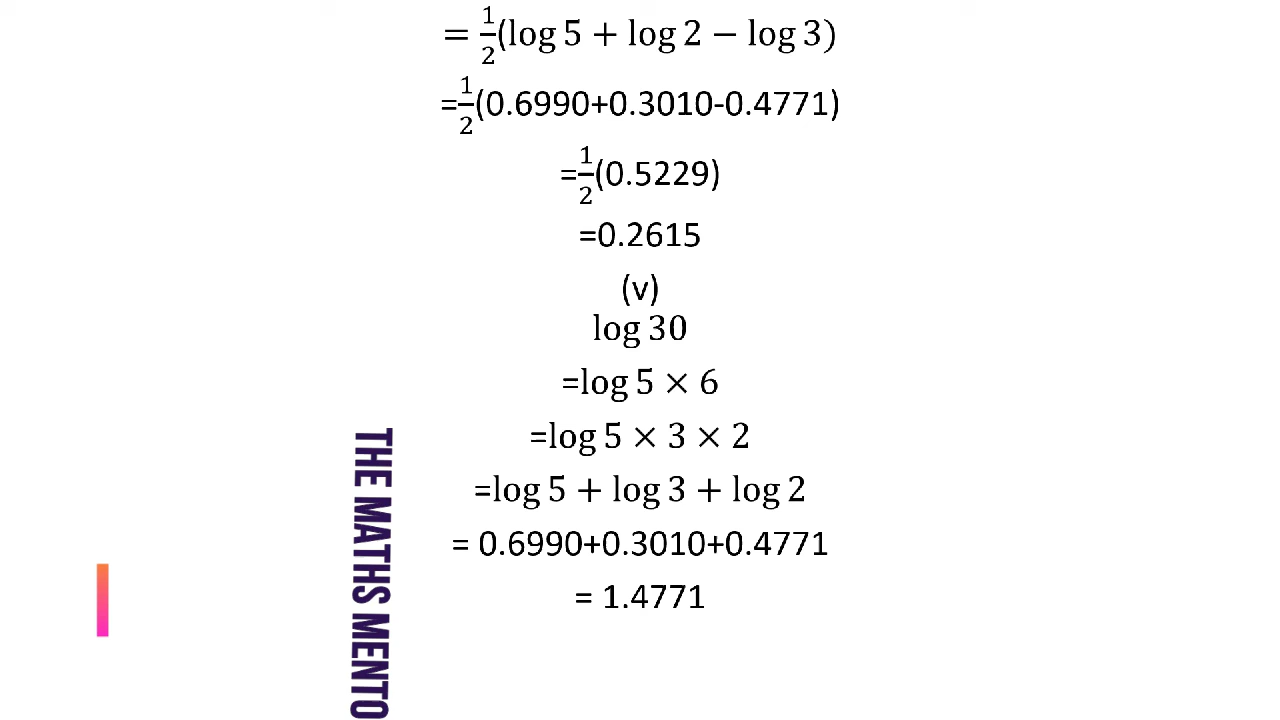 = 1/2(log 5 + log 2 − log 3)
=1/2(0.6990+0.3010-0.4771)
=1/2(0.5229)
=0.2615
(v)
log 30
=log 5 × 6
=log 5 × 3 × 2
=log 5 + log 3 + log 2
= 0.6990+0.3010+0.4771
= 1.4771
THE MATHS MENTO